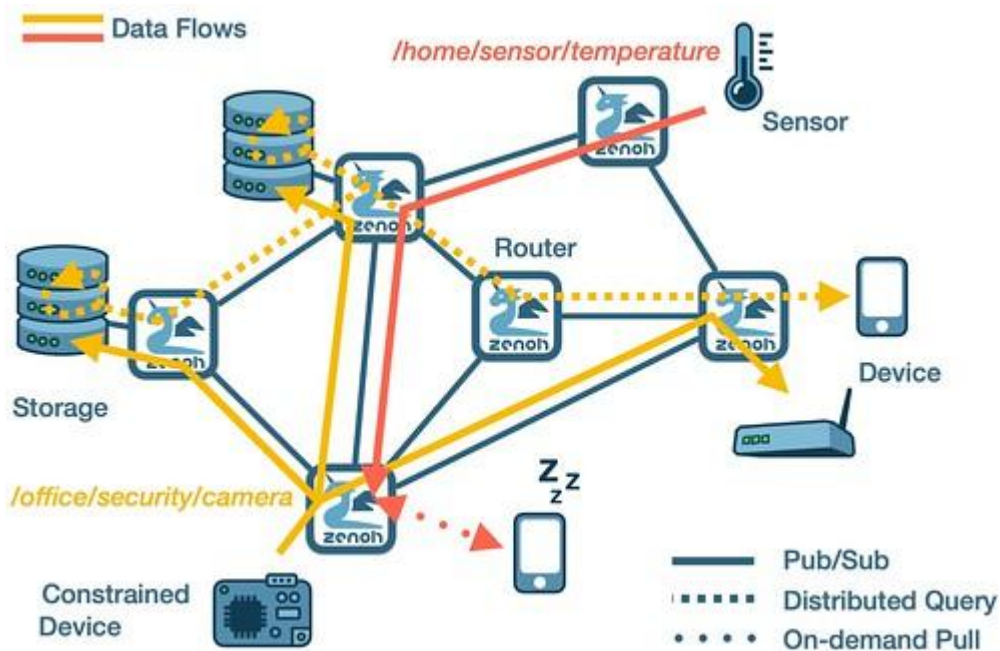 Data Flows
/home/sensor/temperature
Sensor
zenoh
zenoh
Router
zenoh
zenoh
zenoh
Storage
Device
/office/security/camera
zenoh
Z
z
Z
Constrained
Device
Pub/Sub
Distributed Query
On-demand Pull